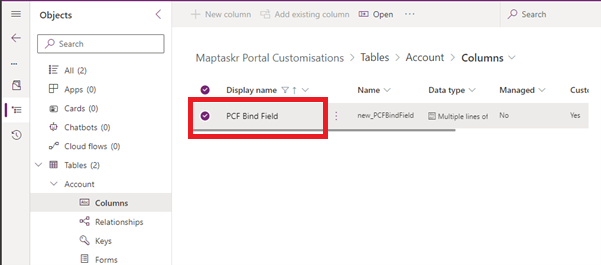 Objects
Search
All (2)
Apps (0)
Cards (0)
Chatbots (0)
Cloud flows (0)
Tables (2)
Account
Columns
Relationships
Keys
Forms
New column
Add existing column
Open
Search
Maptaskr Portal Customisations > Tables > Account > Columns
Display name Name Data type Managed Custo
PCF Bind Field new_PCFBindField Multiple lines of No Yes